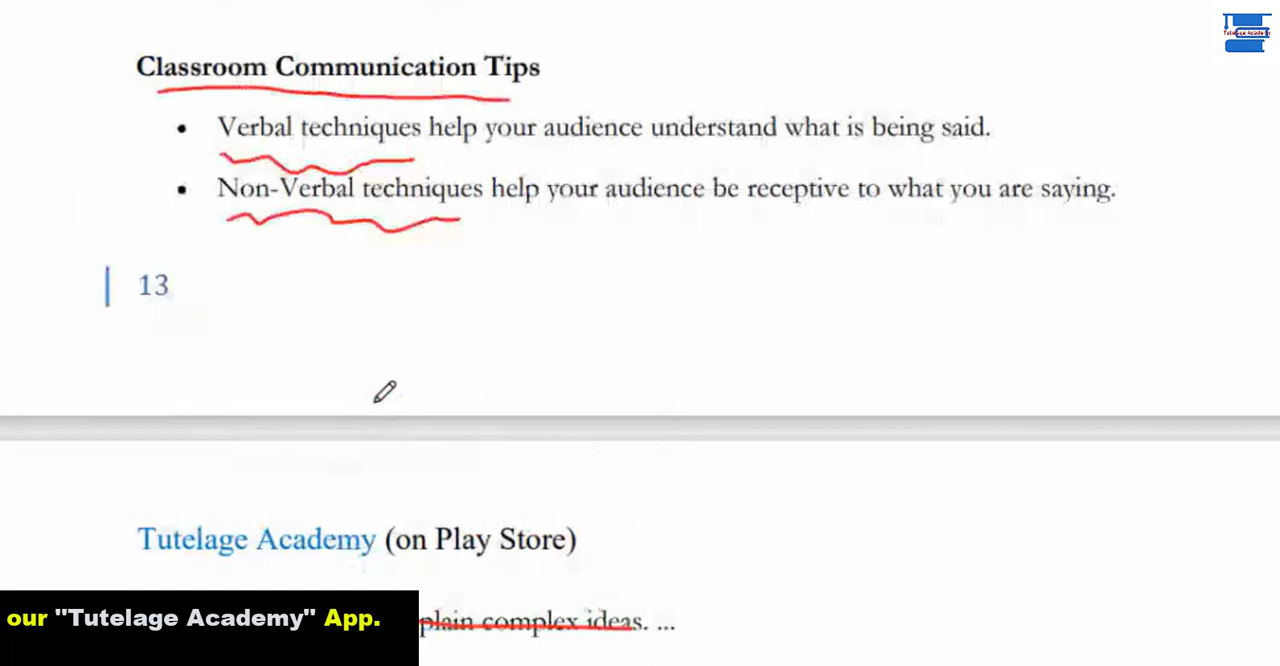 Tutelage Academy
Classroom Communication Tips
• Verbal techniques help your audience understand what is being said.
• Non-Verbal techniques help your audience be receptive to what you are saying.
13
Tutelage Academy (on Play Store)
our "Tutelage Academy" App.
plain complex ideas. ...